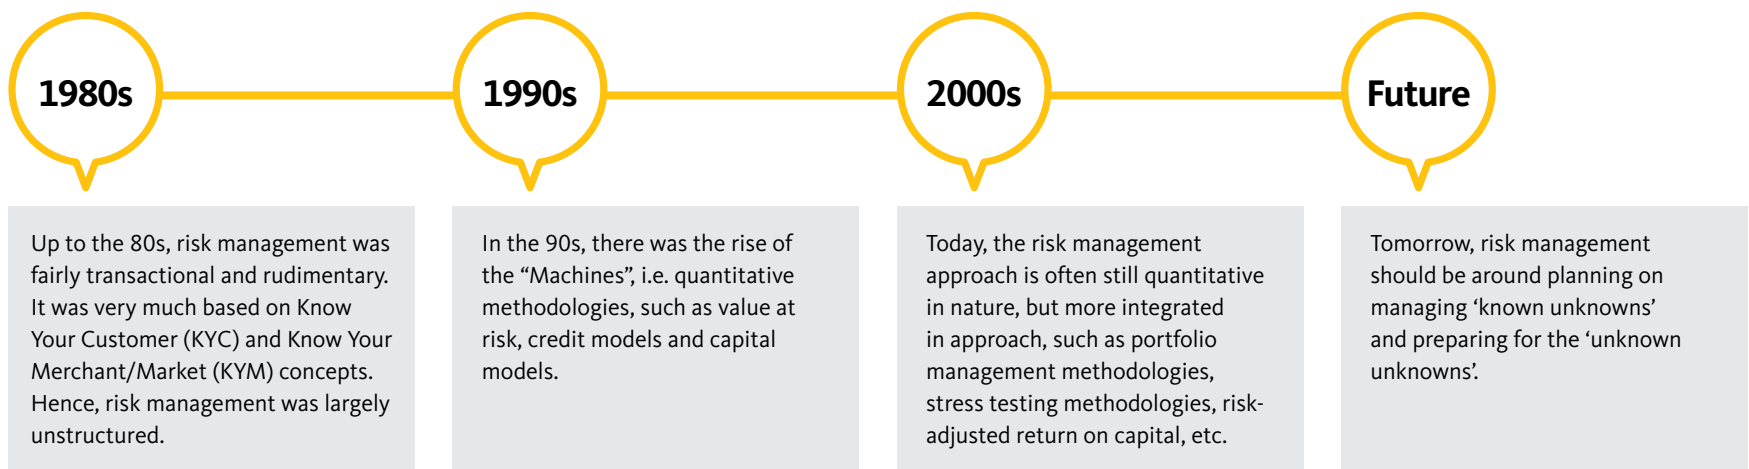 1980s
Up to the 80s, risk management was
fairly transactional and rudimentary.
It was very much based on Know
Your Customer (KYC) and Know Your
Merchant/Market (KYM) concepts.
Hence, risk management was largely
unstructured.
1990s
In the 90s, there was the rise of
the “Machines”, i.e. quantitative
methodologies, such as value at
risk, credit models and capital
models.
2000s
Today, the risk management
approach is often still quantitative
in nature, but more integrated
in approach, such as portfolio
management methodologies,
stress testing methodologies, risk-
adjusted return on capital, etc.
Future
Tomorrow, risk management
should be around planning on
managing ‘known unknowns’
and preparing for the ‘unknown
unknowns’.